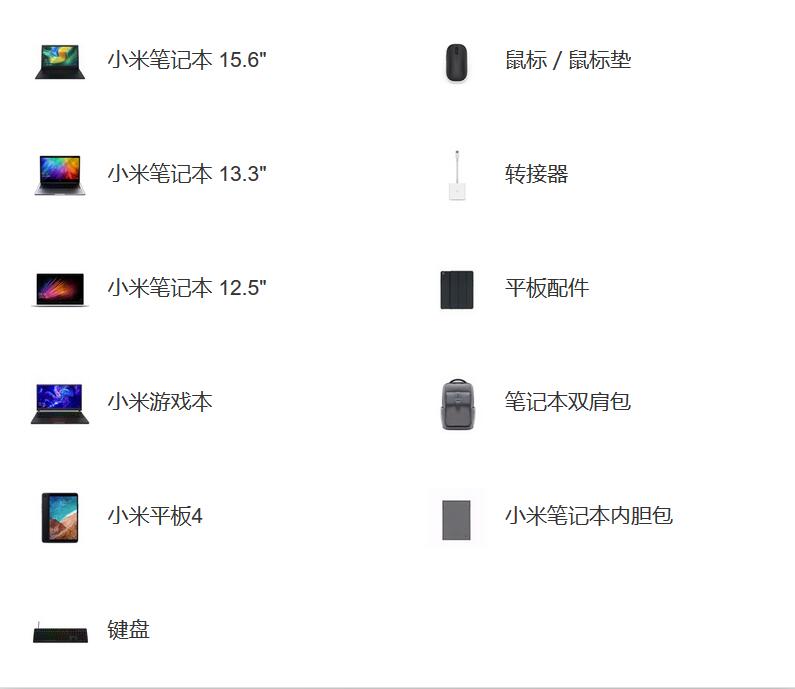 小米笔记本 15.6"
小米笔记本 13.3"
小米笔记本 12.5"
小米游戏本
小米平板4
键盘
鼠标 / 鼠标垫
转接器
平板配件
笔记本双肩包
小米笔记本内胆包